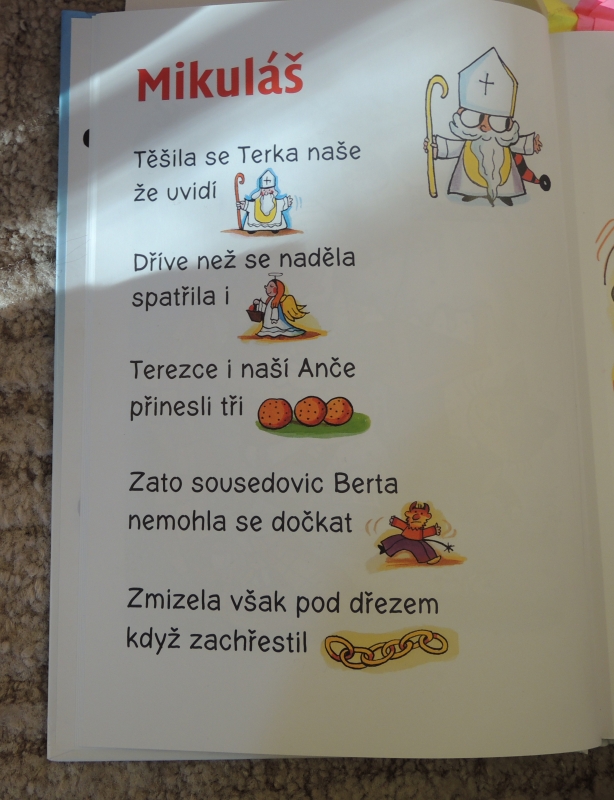 Mikuláš
Těšila se Terka naše
že uvidí
Dříve než se naděla
spatřila i
Terezce i naší Anče
přinesli tři
Zato sousedovic Berta
nemohla se dočkat
Zmizela však pod dřezem
když zachřestil